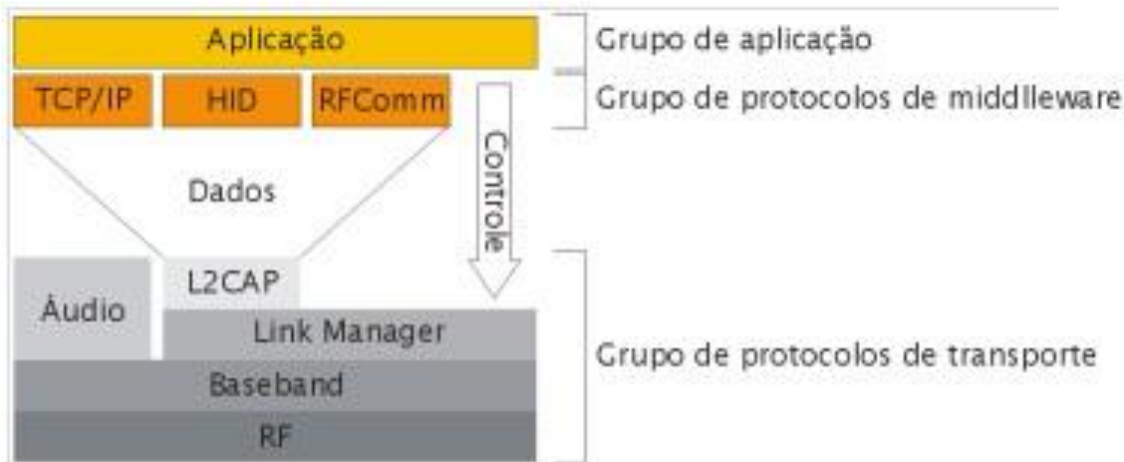 Aplicação
Grupo de aplicação
TCP/IP
HID
RFComm
Grupo de protocolos de middlleware
Controle
Dados
L2CAP
Áudio
Link Manager
Grupo de protocolos de transporte
Baseband
RF